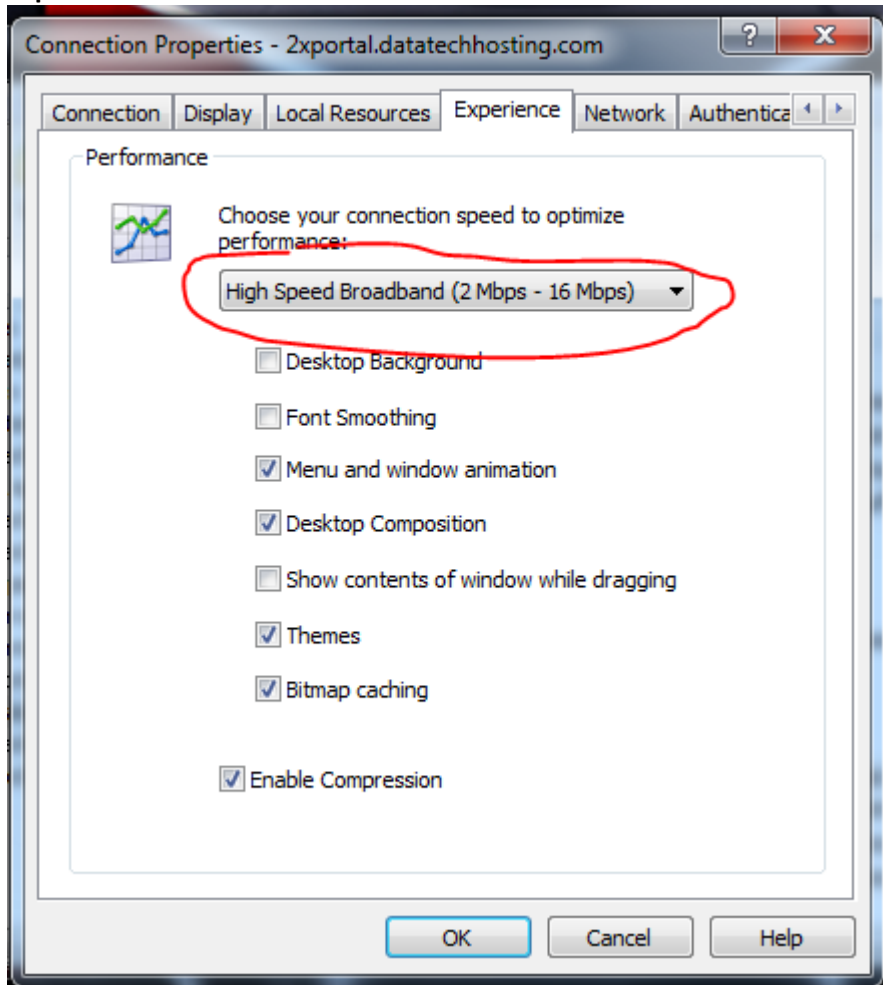 Connection Properties - 2xportal.datatechhosting.com
?
X
Connection Display Local Resources Experience Network Authentica
Performance
Choose your connection speed to optimize
performance:
High Speed Broadband (2 Mbps - 16 Mbps)
Desktop Background
Font Smoothing
Menu and window animation
Desktop Composition
Show contents of window while dragging
Themes
Bitmap caching
Enable Compression
OK Cancel Help